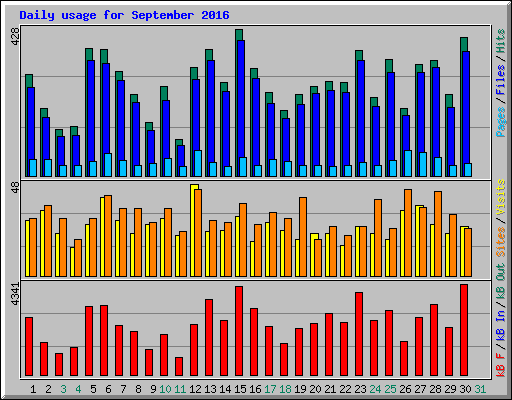 Daily usage for September 2016
428
Pages / Files / Hits
48
Sites / Visits
4341
kB F / kB In / kB Out
1 2 3 4 5 6 7 8 9 10 11 12 13 14 15 16 17 18 19 20 21 22 23 24 25 26 27 28 29 30 31